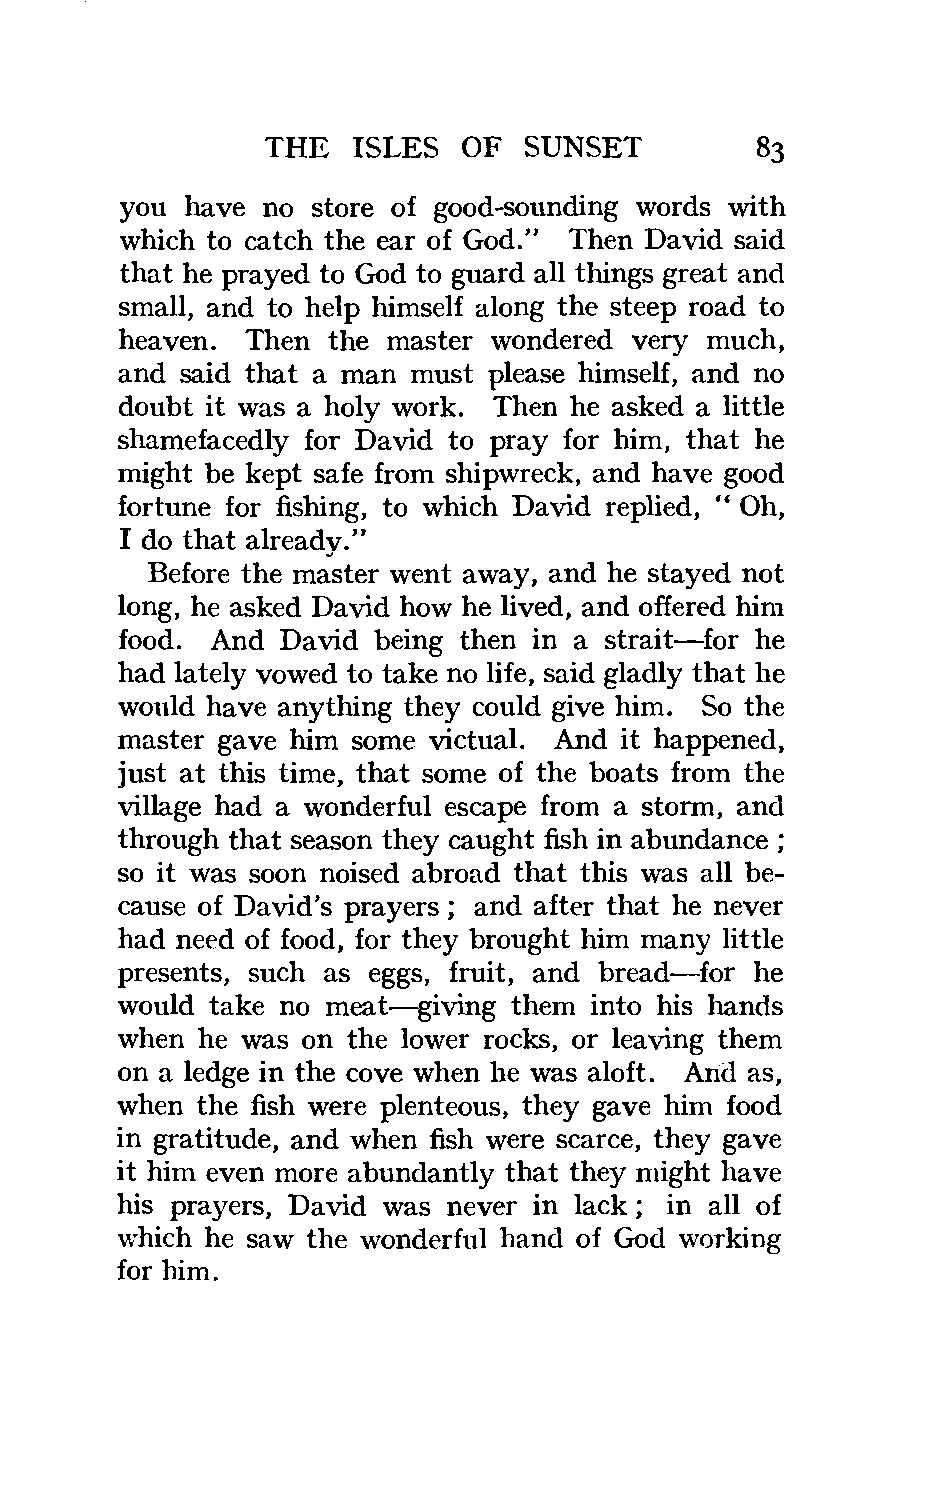 THE ISLES OF SUNSET 83
you have no store of good-sounding words with
which to catch the ear of God.” Then David said
that he prayed to God to guard all things great and
small, and to help himself along the steep road to
heaven. Then the master wondered very much,
and said that a man must please himself, and no
doubt it was a holy work. Then he asked a little
shamefacedly for David to pray for him, that he
might be kept safe from shipwreck, and have good
fortune for fishing, to which David replied, “ Oh,
I do that already.”
Before the master went away, and he stayed not
long, he asked David how he lived, and offered him
food. And David being then in a strait—for he
had lately vowed to take no life, said gladly that he
would have anything they could give him. So the
master gave him some victual. And it happened,
just at this time, that some of the boats from the
village had a wonderful escape from a storm, and
through that season they caught fish in abundance ;
so it was soon noised abroad that this was all be-
cause of David’s prayers ; and after that he never
had need of food, for they brought him many little
presents, such as eggs, fruit, and bread—for he
would take no meat—giving them into his hands
when he was on the lower rocks, or leaving them
on a ledge in the cove when he was aloft. And as,
when the fish were plenteous, they gave him food
in gratitude, and when fish were scarce, they gave
it him even more abundantly that they might have
his prayers, David was never in lack ; in all of
which he saw the wonderful hand of God working
for him.